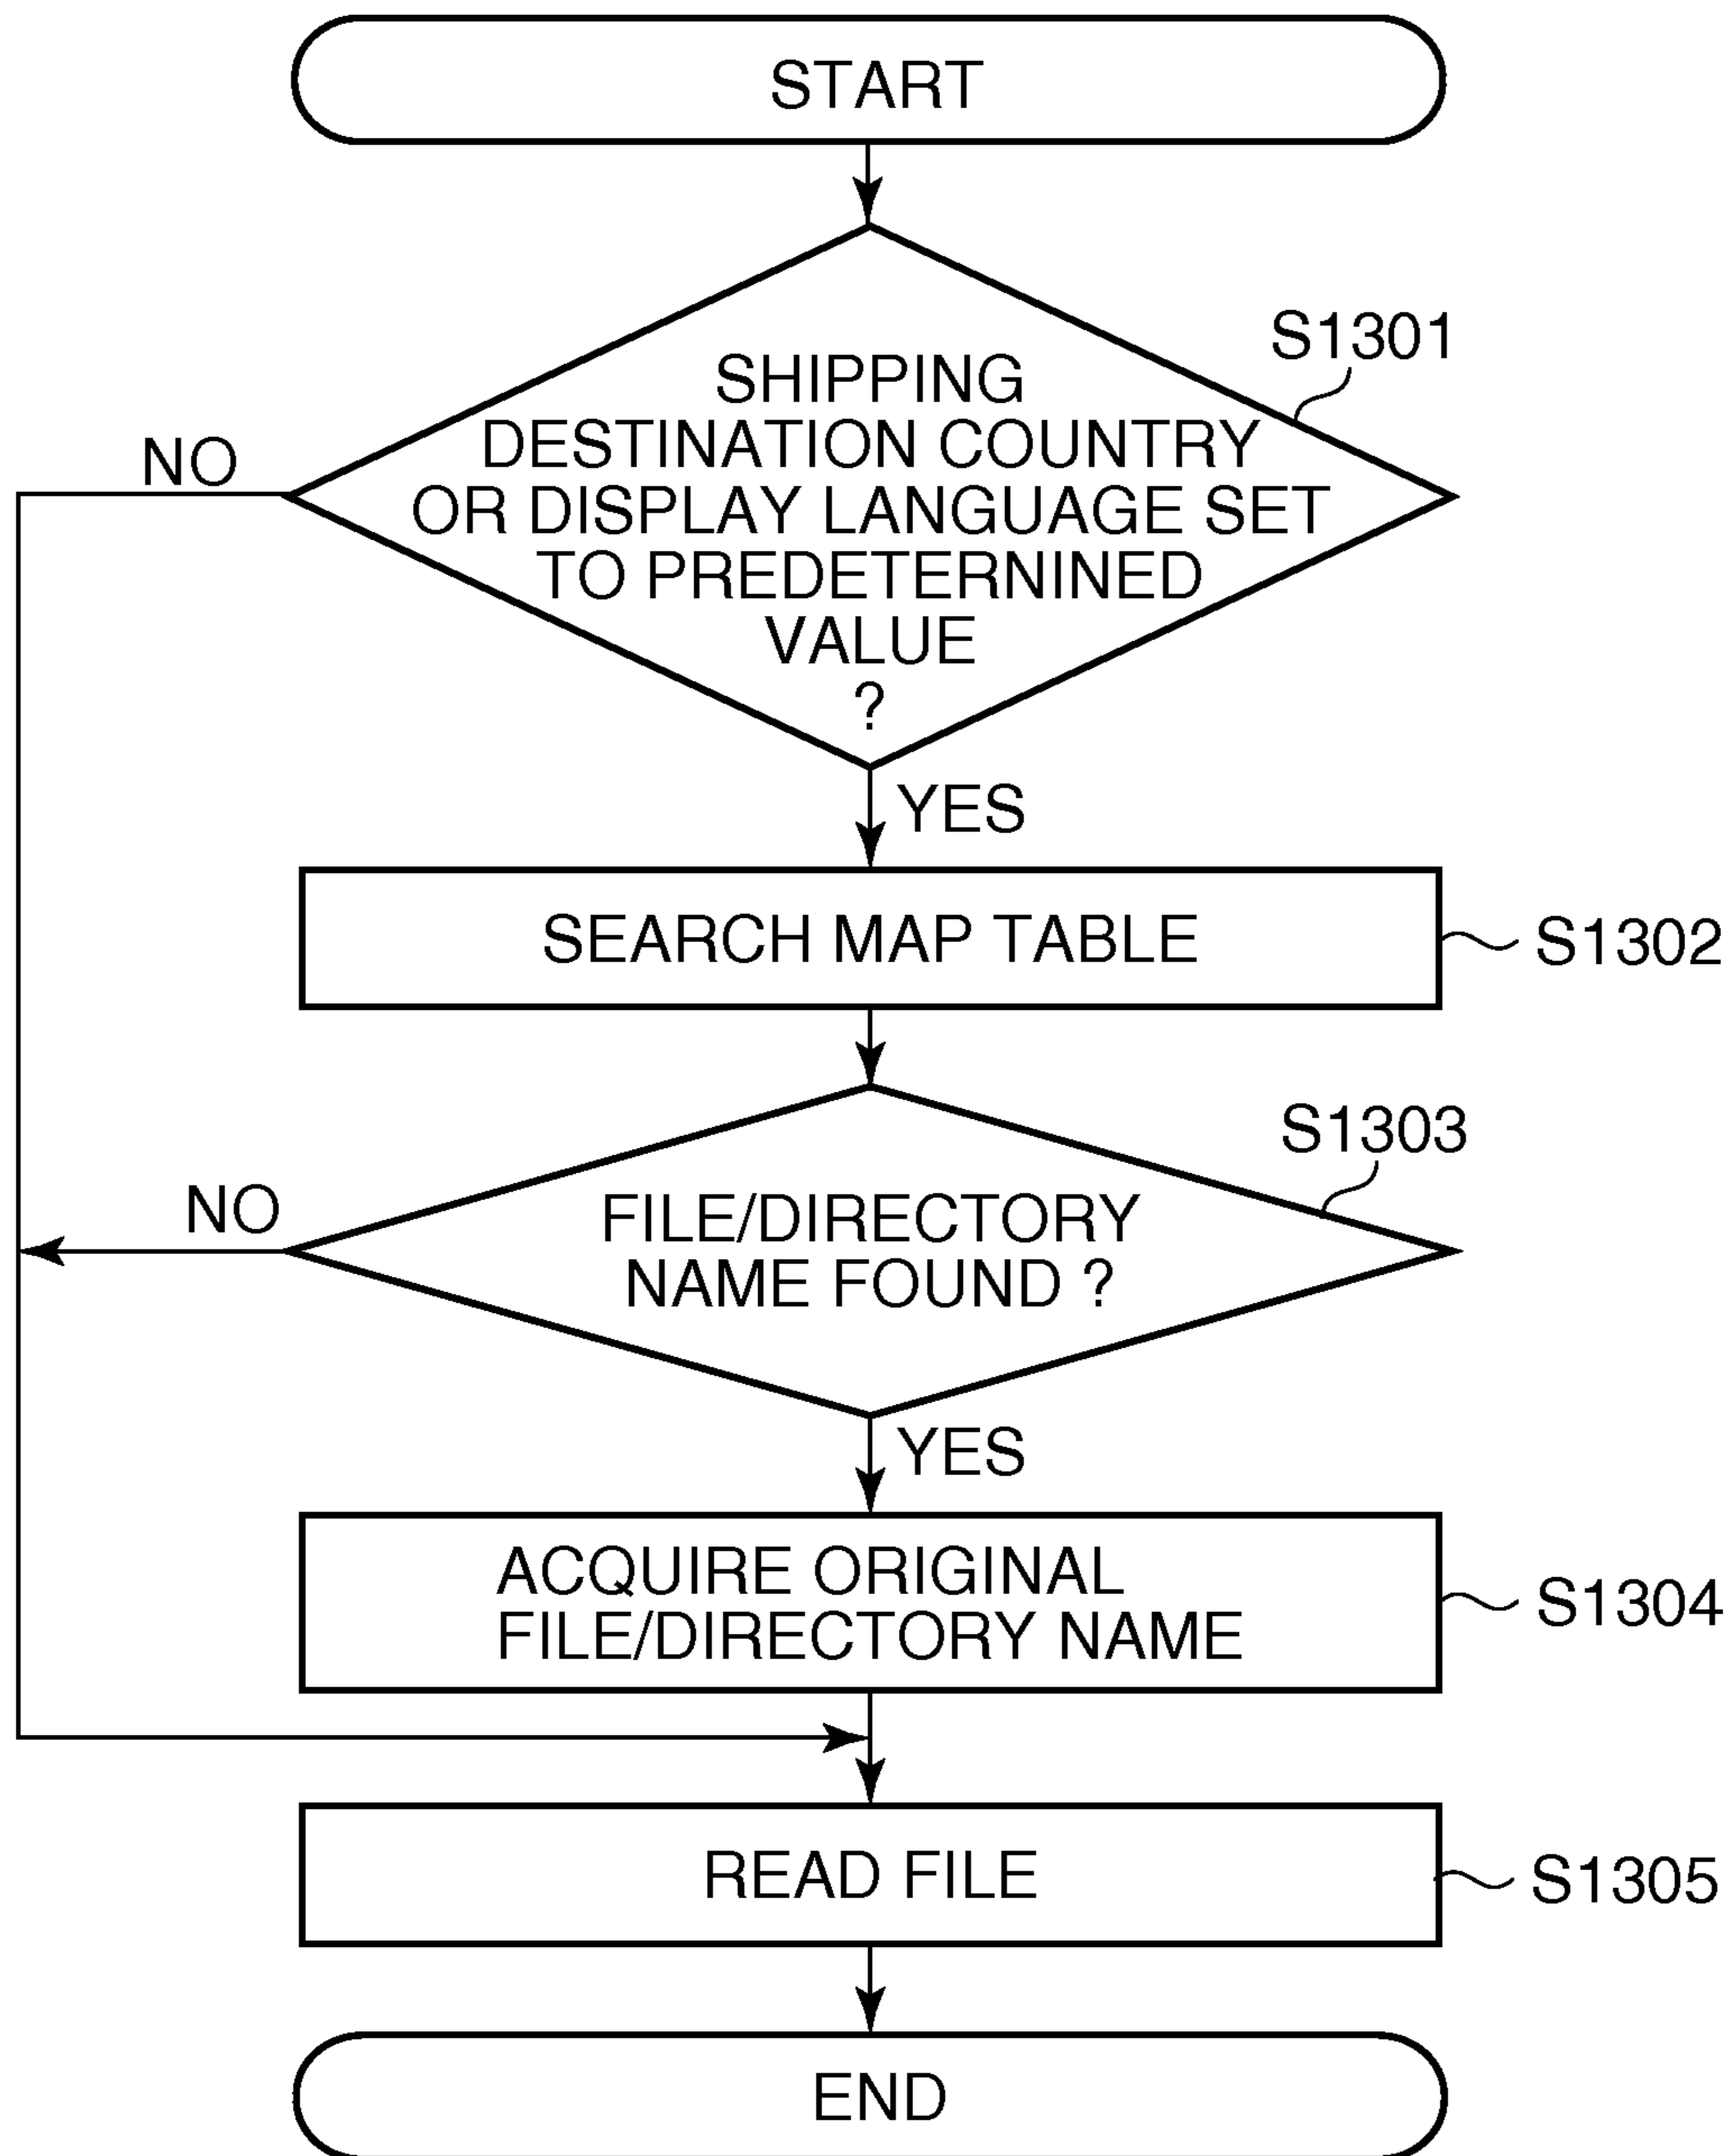 START
S1301
SHIPPING
DESTINATION COUNTRY
OR DISPLAY LANGUAGE SET
TO PREDETERNINED
VALUE
?
NO
YES
SEARCH MAP TABLE
S1302
S1303
FILE/DIRECTORY
NAME FOUND ?
NO
YES
ACQUIRE ORIGINAL
FILE/DIRECTORY NAME
S1304
READ FILE
S1305
END